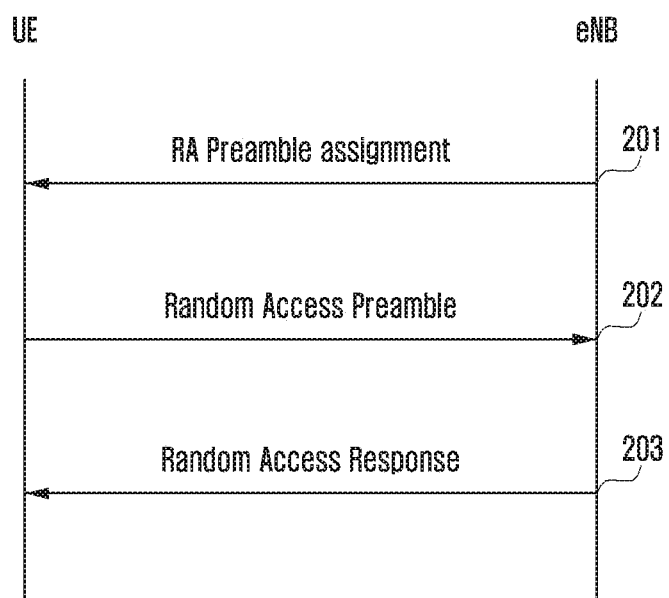 UE
eNB
RA Preamble assignment
201
Random Access Preamble
202
Random Access Response
203